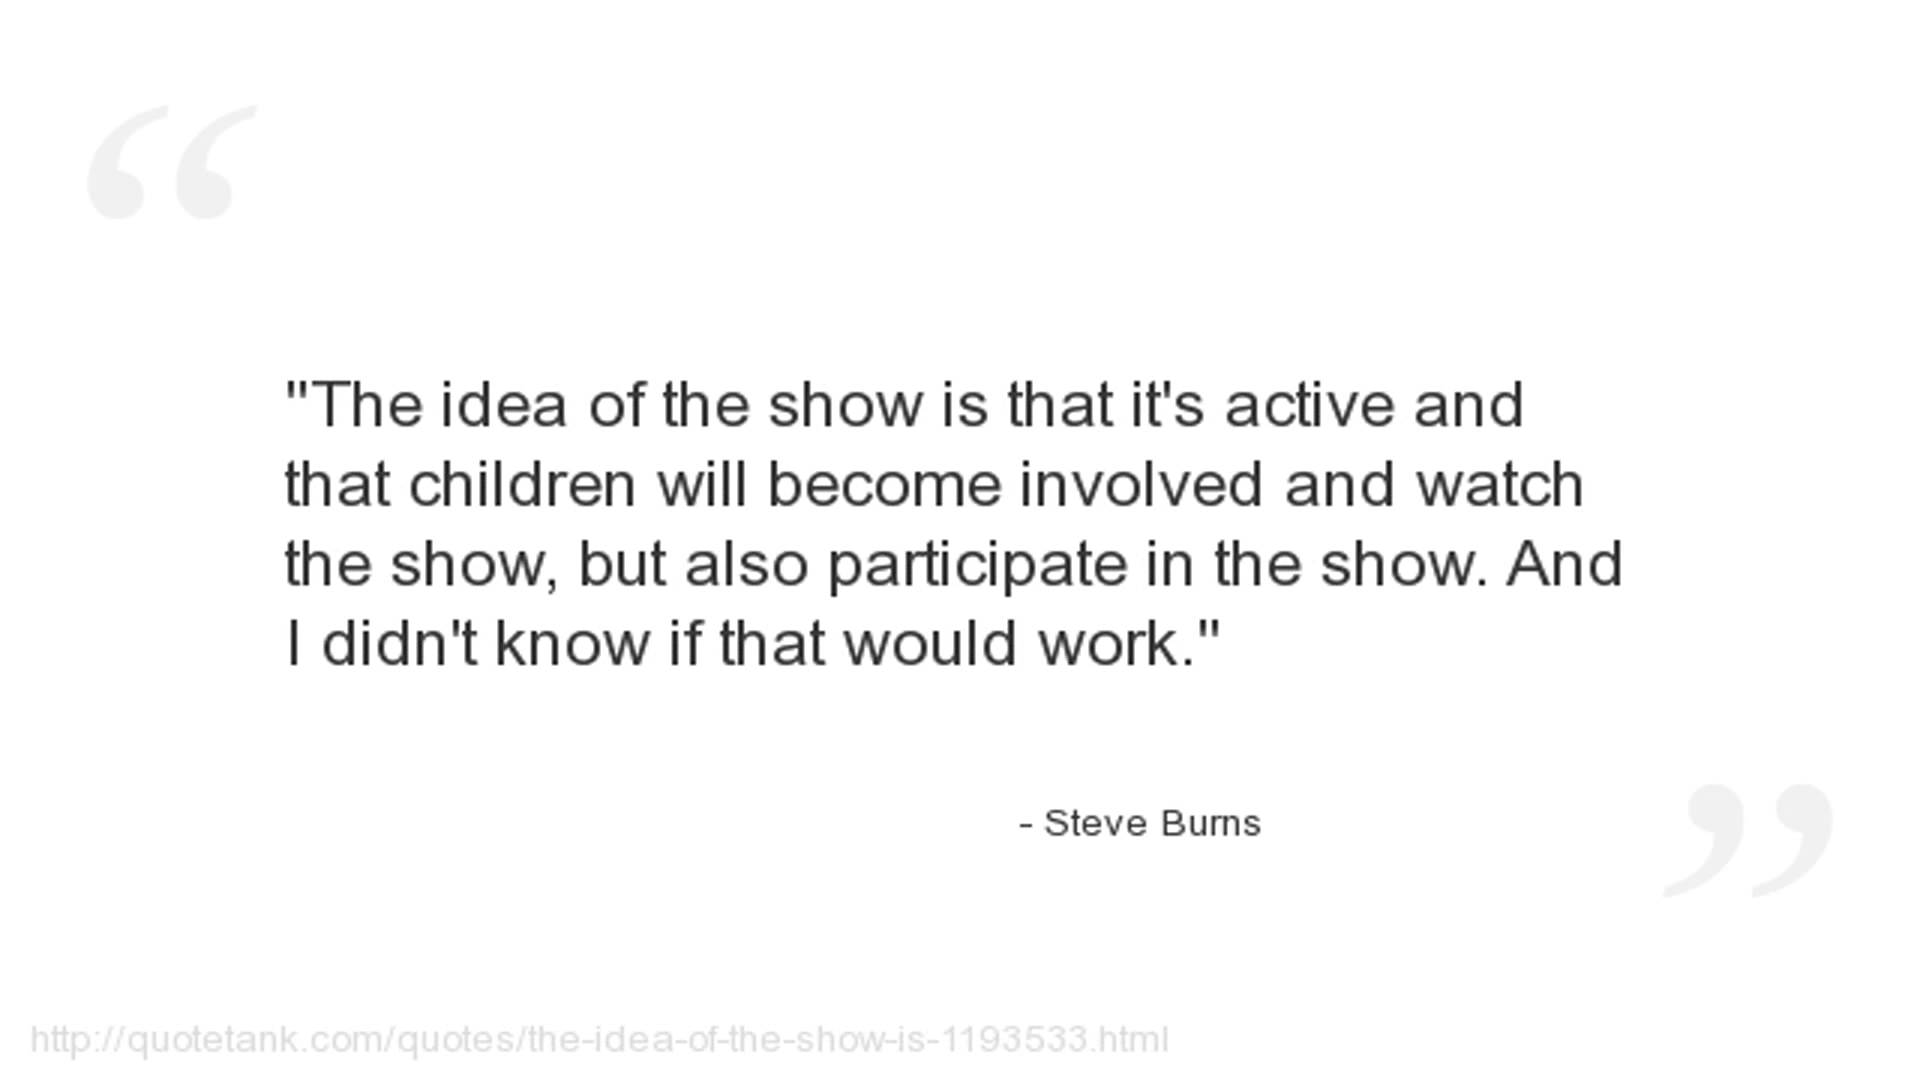 "The idea of the show is that it's active and
that children will become involved and watch
the show, but also participate in the show. And
I didn't know if that would work."
- Steve Burns
http://quotetank.com/quotes/the-idea-of-the-show-is-1193533.html